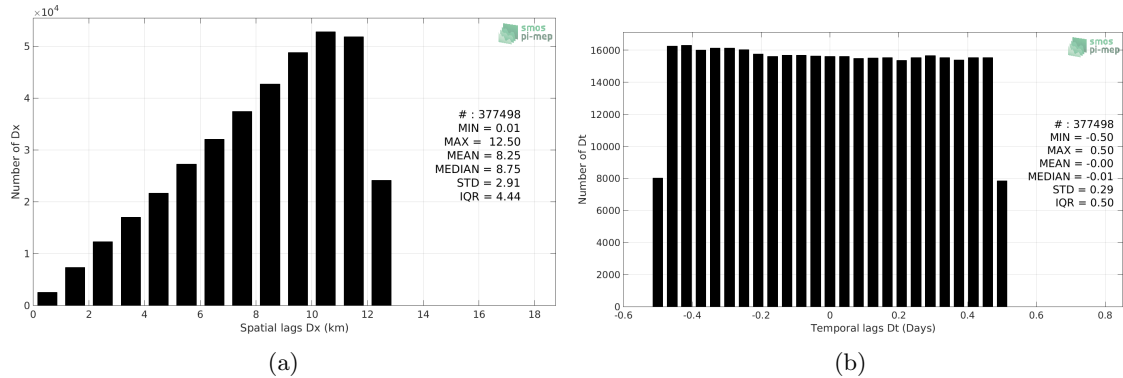 ×10⁴
5
4
3
2
1
0
Number of Dx
0 2 4 6 8 10 12 14 16 18
Spatial lags Dx (km)
smos
pi-mep
# : 377498
MIN = 0.01
MAX = 12.50
MEAN = 8.25
MEDIAN = 8.75
STD = 2.91
IQR = 4.44
(a)
16000
14000
12000
10000
8000
6000
4000
2000
0
Number of Dt
-0.6 -0.4 -0.2 0 0.2 0.4 0.6 0.8
Temporal lags Dt (Days)
smos
pi-mep
# : 377498
MIN = -0.50
MAX = 0.50
MEAN = -0.00
MEDIAN = -0.01
STD = 0.29
IQR = 0.50
(b)